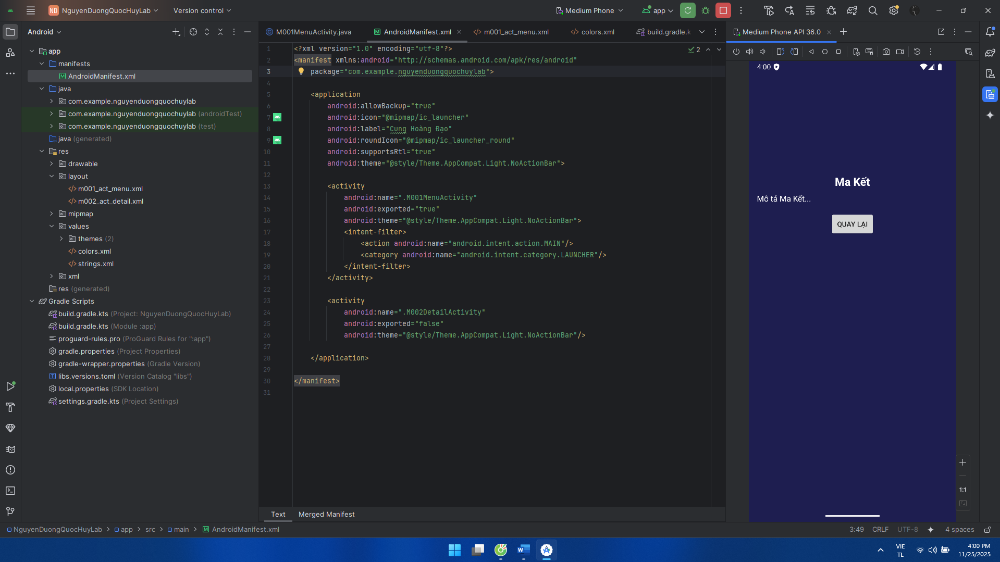 ND NguyenDuongQuocHuyLab Version control Medium Phone app
Android
app
manifests
AndroidManifest.xml
java
com.example.nguyenduongquochuylab
com.example.nguyenduongquochuylab (androidTest)
com.example.nguyenduongquochuylab (test)
java (generated)
res
drawable
layout
m001_act_menu.xml
m002_act_detail.xml
mipmap
values
themes (2)
colors.xml
strings.xml
xml
res (generated)
Gradle Scripts
build.gradle.kts (Project: NguyenDuongQuocHuyLab)
build.gradle.kts (Module :app)
proguard-rules.pro (ProGuard Rules for ":app")
gradle.properties (Project Properties)
gradle-wrapper.properties (Gradle Version)
libs.versions.toml (Version Catalog "libs")
local.properties (SDK Location)
settings.gradle.kts (Project Settings)
M001MenuActivity.java AndroidManifest.xml m001_act_menu.xml colors.xml build.gradle.k
2
1 <?xml version="1.0" encoding="utf-8"?>
2 <manifest xmlns:android="http://schemas.android.com/apk/res/android"
3 package="com.example.nguyenduongquochuylab">
4
5 <application
6 android:allowBackup="true"
7 android:icon="@mipmap/ic_launcher"
8 android:label="Cung Hoàng Đạo"
9 android:roundIcon="@mipmap/ic_launcher_round"
10 android:supportsRtl="true"
11 android:theme="@style/Theme.AppCompat.Light.NoActionBar">
12
13 <activity
14 android:name=".M001MenuActivity"
15 android:exported="true"
16 android:theme="@style/Theme.AppCompat.Light.NoActionBar">
17 <intent-filter>
18 <action android:name="android.intent.action.MAIN"/>
19 <category android:name="android.intent.category.LAUNCHER"/>
20 </intent-filter>
21 </activity>
22
23 <activity
24 android:name=".M002DetailActivity"
25 android:exported="false"
26 android:theme="@style/Theme.AppCompat.Light.NoActionBar"/>
27
28 </application>
29
30 </manifest>
31
Text Merged Manifest
Medium Phone API 36.0
4:00
Ma Kết
Mô tả Ma Kết...
QUAY LẠI
1:1
NguyenDuongQuocHuyLab > app > src > main > AndroidManifest.xml
3:49 CRLF UTF-8 4 spaces
VIE
TL
4:00 PM
11/25/2025